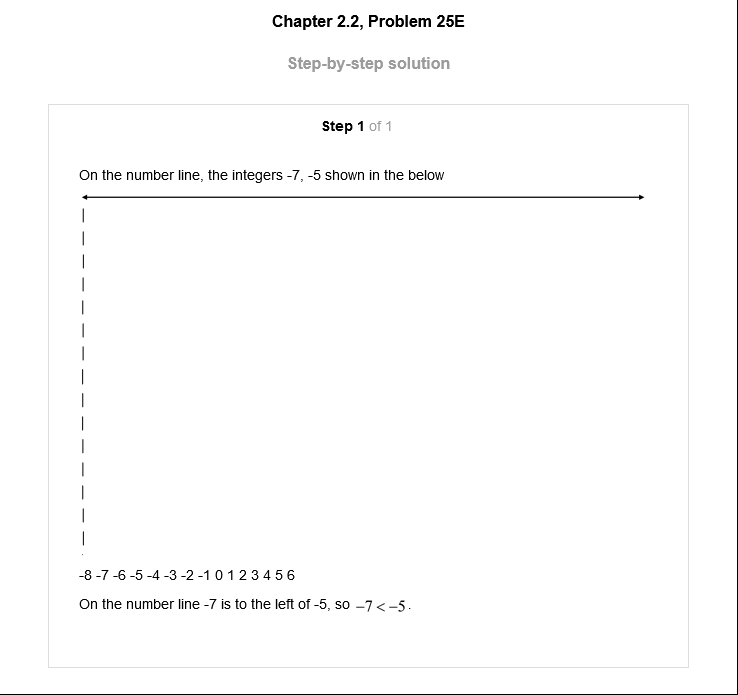 Chapter 2.2, Problem 25E
Step-by-step solution
Step 1 of 1
On the number line, the integers -7, -5 shown in the below
-8 -7 -6 -5 -4 -3 -2 -1 0 1 2 3 4 5 6
On the number line -7 is to the left of -5, so −7 < −5.